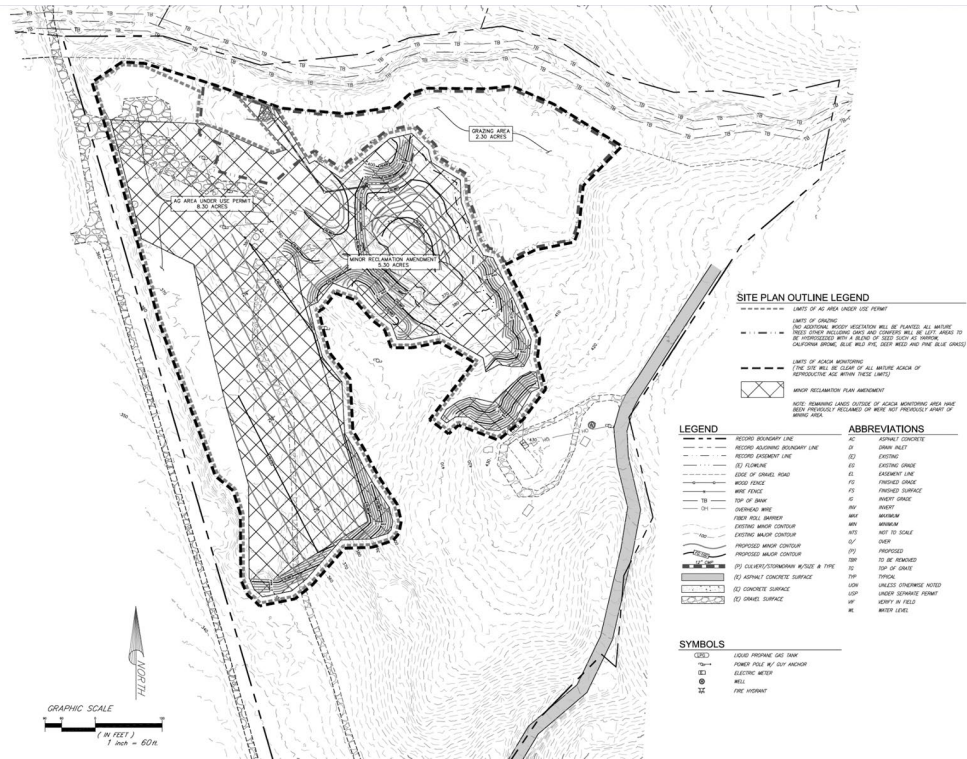 GRAZING AREA
2.30 ACRES
AG AREA UNDER USE PERMIT
8.30 ACRES
MINOR RECLAMATION AMENDMENT
5.30 ACRES
SITE PLAN OUTLINE LEGEND
LIMITS OF AG AREA UNDER USE PERMIT
LIMITS OF GRAZING
(NO ADDITIONAL WOODY VEGETATION WILL BE PLANTED. ALL MATURE
TREES OTHER INCLUDING OAKS AND CONIFERS WILL BE LEFT. AREAS TO
BE HYDROSEEDED WITH A BLEND OF SEED SUCH AS YARROW,
CALIFORNIA BROME, BLUE WILD RYE, DEER WEED AND PINE BLUE GRASS)
LIMITS OF ACACIA MONITORING
(THE SITE WILL BE CLEAR OF ALL MATURE ACACIA OF
REPRODUCTIVE AGE WITHIN THESE LIMITS)
MINOR RECLAMATION PLAN AMENDMENT
NOTE: REMAINING LANDS OUTSIDE OF ACACIA MONITORING AREA HAVE
BEEN PREVIOUSLY RECLAIMED OR WERE NOT PREVIOUSLY APART OF
MINING AREA.
LEGEND
RECORD BOUNDARY LINE
RECORD ADJOINING BOUNDARY LINE
RECORD EASEMENT LINE
(E) FLOWLINE
EDGE OF GRAVEL ROAD
WOOD FENCE
WIRE FENCE
TB TOP OF BANK
OH OVERHEAD WIRE
FIBER ROLL BARRIER
EXISTING MINOR CONTOUR
EXISTING MAJOR CONTOUR
PROPOSED MINOR CONTOUR
PROPOSED MAJOR CONTOUR
12" CMP (P) CULVERT/STORMDRAIN W/SIZE & TYPE
(E) ASPHALT CONCRETE SURFACE
(E) CONCRETE SURFACE
(E) GRAVEL SURFACE
ABBREVIATIONS
AC ASPHALT CONCRETE
DI DRAIN INLET
(E) EXISTING
EG EXISTING GRADE
EL EASEMENT LINE
FG FINISHED GRADE
FS FINISHED SURFACE
IG INVERT GRADE
INV INVERT
MAX MAXIMUM
MIN MINIMUM
NTS NOT TO SCALE
O/ OVER
(P) PROPOSED
TBR TO BE REMOVED
TG TOP OF GRATE
TYP TYPICAL
UON UNLESS OTHERWISE NOTED
USP UNDER SEPARATE PERMIT
VIF VERIFY IN FIELD
WL WATER LEVEL
SYMBOLS
LPG LIQUID PROPANE GAS TANK
POWER POLE W/ GUY ANCHOR
E ELECTRIC METER
WELL
FIRE HYDRANT
NORTH
GRAPHIC SCALE
( IN FEET )
1 inch = 60 ft.